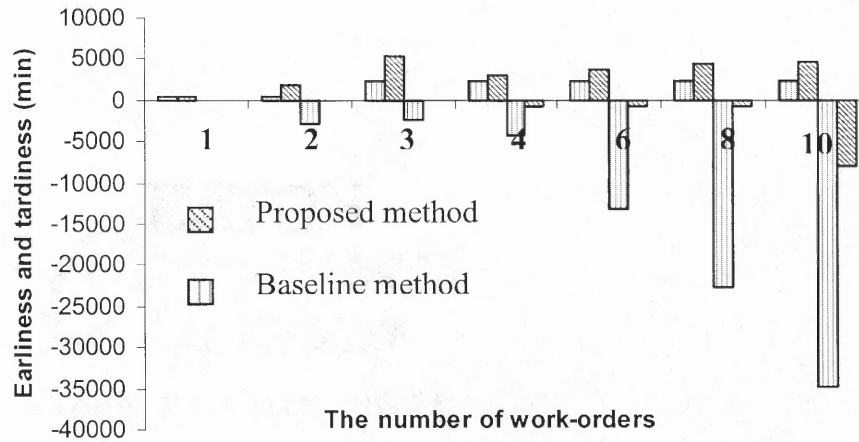 Earliness and tardiness (min)
10000
5000
0
-5000
-10000
-15000
-20000
-25000
-30000
-35000
-40000
1 2 3 4 6 8 10
Proposed method
Baseline method
The number of work-orders